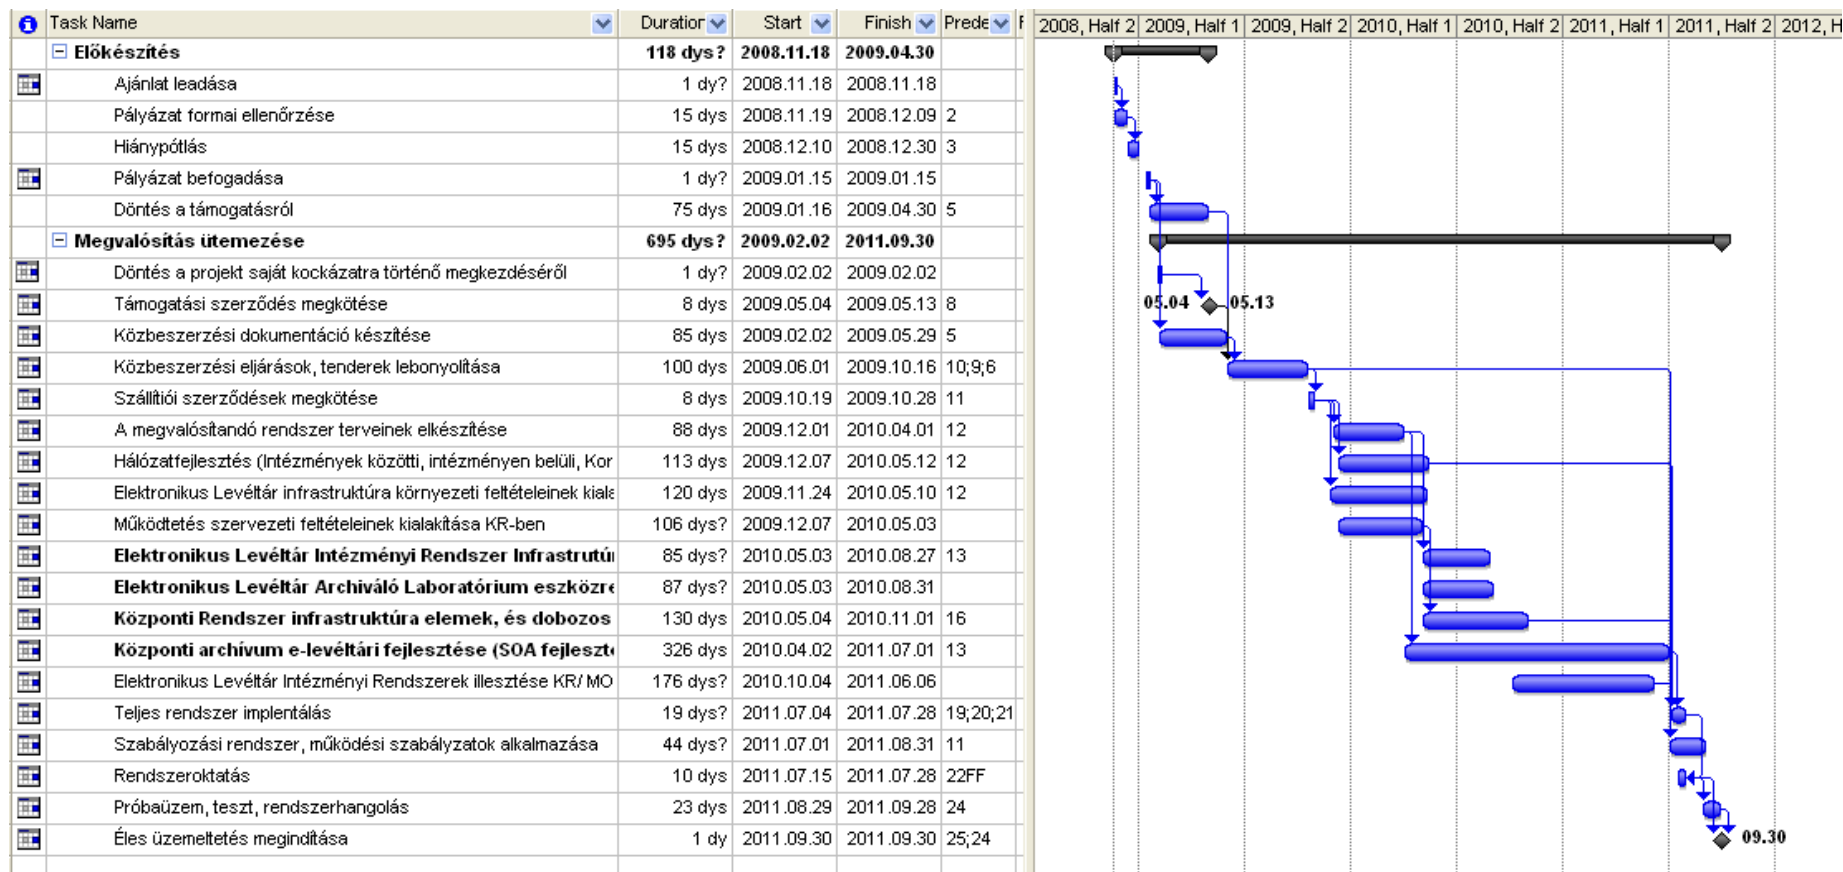 Task Name Duration Start Finish Prede 2008, Half 2 2009, Half 1 2009, Half 2 2010, Half 1 2010, Half 2 2011, Half 1 2011, Half 2 2012, H
Előkészítés 118 dys? 2008.11.18 2009.04.30
Ajánlat leadása 1 dy? 2008.11.18 2008.11.18
Pályázat formai ellenőrzése 15 dys 2008.11.19 2008.12.09 2
Hiánypótlás 15 dys 2008.12.10 2008.12.30 3
Pályázat befogadása 1 dy? 2009.01.15 2009.01.15
Döntés a támogatásról 75 dys 2009.01.16 2009.04.30 5
Megvalósítás ütemezése 695 dys? 2009.02.02 2011.09.30
Döntés a projekt saját kockázatra történő megkezdéséről 1 dy? 2009.02.02 2009.02.02
Támogatási szerződés megkötése 8 dys 2009.05.04 2009.05.13 8 05.04 05.13
Közbeszerzési dokumentáció készítése 85 dys 2009.02.02 2009.05.29 5
Közbeszerzési eljárások, tenderek lebonyolítása 100 dys 2009.06.01 2009.10.16 10;9;6
Szállítiói szerződések megkötése 8 dys 2009.10.19 2009.10.28 11
A megvalósítandó rendszer terveinek elkészítése 88 dys 2009.12.01 2010.04.01 12
Hálózatfejlesztés (Intézmények közötti, intézményen belüli, Kor 113 dys 2009.12.07 2010.05.12 12
Elektronikus Levéltár infrastruktúra környezeti feltételeinek kiala 120 dys 2009.11.24 2010.05.10 12
Működtetés szervezeti feltételeinek kialakítása KR-ben 106 dys? 2009.12.07 2010.05.03
Elektronikus Levéltár Intézményi Rendszer Infrastrutúr 85 dys? 2010.05.03 2010.08.27 13
Elektronikus Levéltár Archiváló Laboratórium eszközre 87 dys? 2010.05.03 2010.08.31
Központi Rendszer infrastruktúra elemek, és dobozos 130 dys 2010.05.04 2010.11.01 16
Központi archívum e-levéltári fejlesztése (SOA fejleszté 326 dys 2010.04.02 2011.07.01 13
Elektronikus Levéltár Intézményi Rendszerek illesztése KR/ MO 176 dys? 2010.10.04 2011.06.06
Teljes rendszer implentálás 19 dys? 2011.07.04 2011.07.28 19;20;21
Szabályozási rendszer, működési szabályzatok alkalmazása 44 dys? 2011.07.01 2011.08.31 11
Rendszeroktatás 10 dys 2011.07.15 2011.07.28 22FF
Próbaüzem, teszt, rendszerhangolás 23 dys 2011.08.29 2011.09.28 24
Éles üzemeltetés megindítása 1 dy 2011.09.30 2011.09.30 25;24 09.30